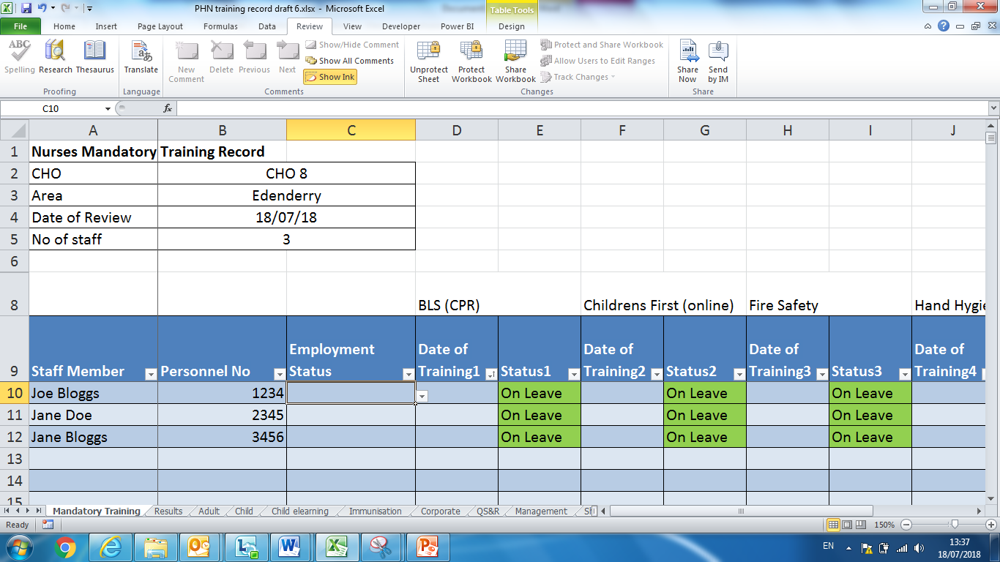 PHN training record draft 6.xlsx - Microsoft Excel
Table Tools
File Home Insert Page Layout Formulas Data Review View Developer Power BI Design
ABC
Spelling Research Thesaurus
Proofing
Translate
Language
New Comment Delete Previous Next
Show/Hide Comment
Show All Comments
Show Ink
Comments
Unprotect Sheet Protect Workbook Share Workbook
Protect and Share Workbook
Allow Users to Edit Ranges
Track Changes
Changes
Share Now Send by IM
Share
C10 fx
A B C D E F G H I J
1 Nurses Mandatory Training Record
2 CHO CHO 8
3 Area Edenderry
4 Date of Review 18/07/18
5 No of staff 3
6
8 BLS (CPR) Childrens First (online) Fire Safety Hand Hygie
9 Staff Member Personnel No Employment Status Date of Training1 Status1 Date of Training2 Status2 Date of Training3 Status3 Date of Training4
10 Joe Bloggs 1234 On Leave On Leave On Leave
11 Jane Doe 2345 On Leave On Leave On Leave
12 Jane Bloggs 3456 On Leave On Leave On Leave
13
14
15
Mandatory Training Results Adult Child Child elearning Immunisation Corporate QS&R Management
Ready 150%
EN 13:37
18/07/2018